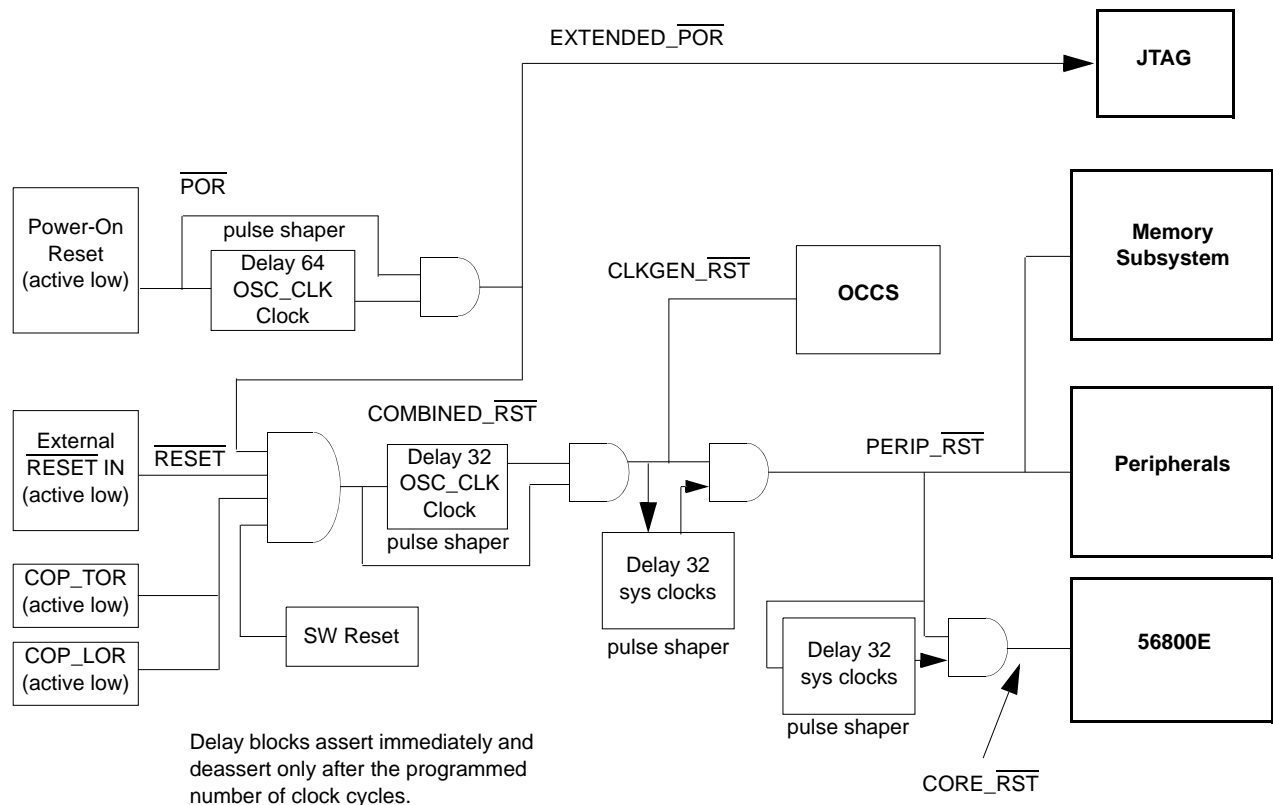 EXTENDED_POR
JTAG
POR
Power-On
Reset
(active low)
pulse shaper
Delay 64
OSC_CLK
Clock
CLKGEN_RST
OCCS
Memory
Subsystem
External
RESET IN
(active low)
RESET
COMBINED_RST
Delay 32
OSC_CLK
Clock
pulse shaper
PERIP_RST
Peripherals
Delay 32
sys clocks
pulse shaper
COP_TOR
(active low)
SW Reset
COP_LOR
(active low)
Delay 32
sys clocks
pulse shaper
56800E
CORE_RST
Delay blocks assert immediately and
deassert only after the programmed
number of clock cycles.